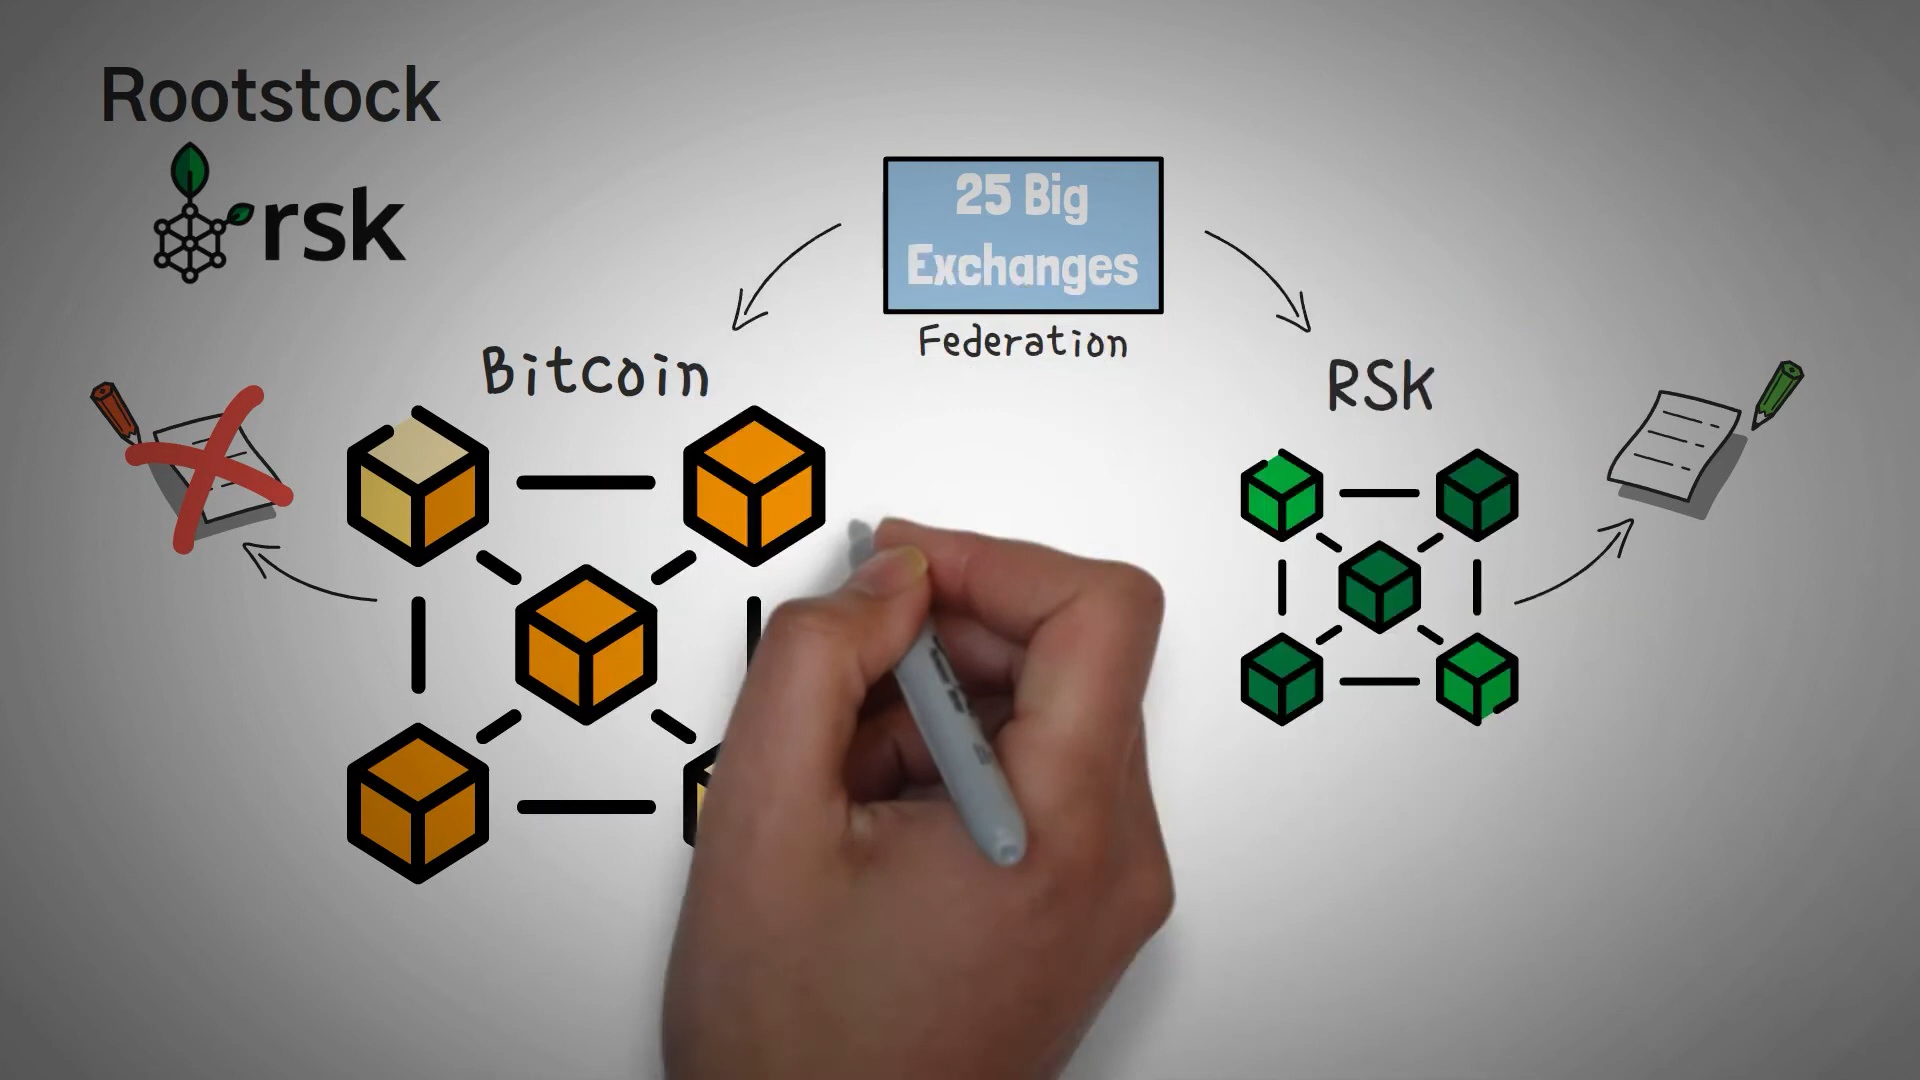 Rootstock
rsk
25 Big
Exchanges
Federation
Bitcoin
RSK